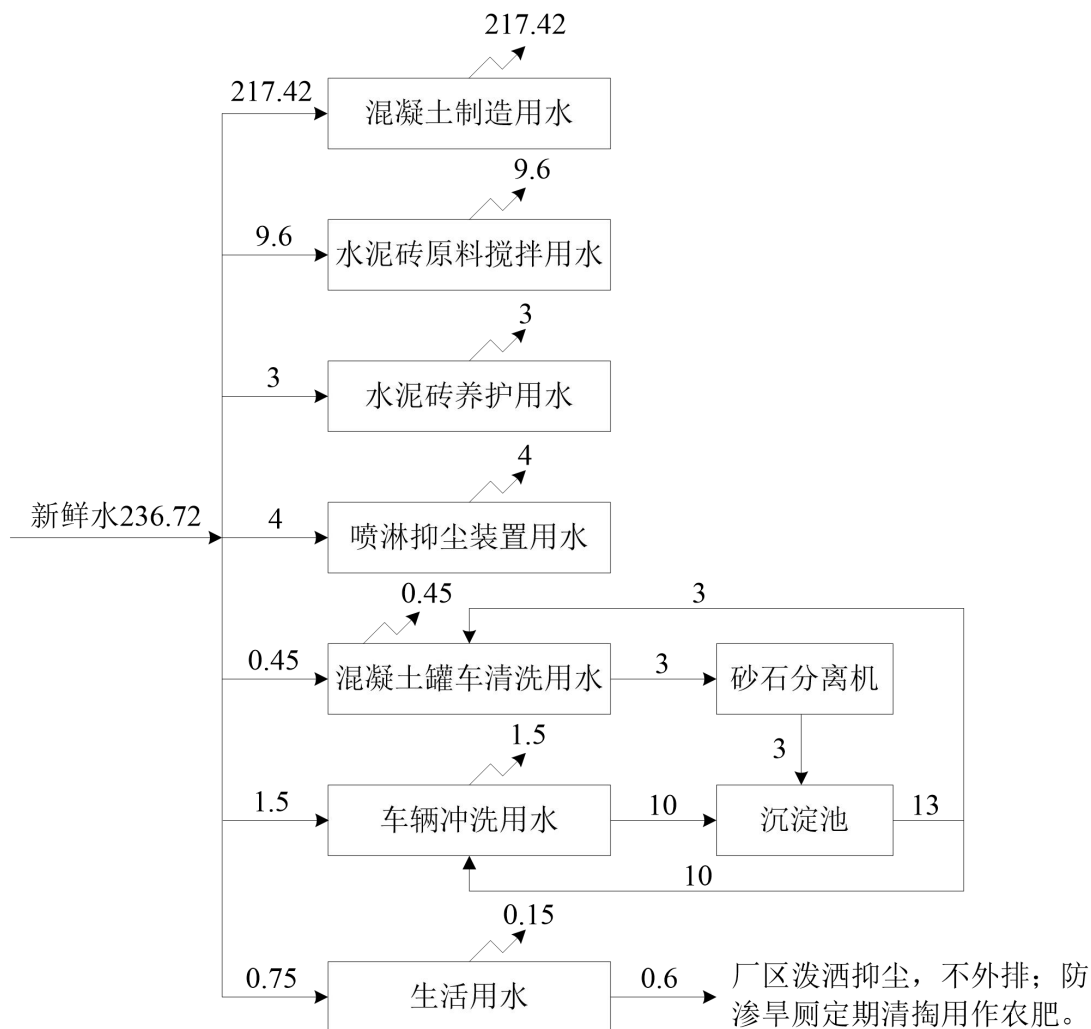 217.42
217.42
混凝土制造用水
9.6
9.6
水泥砖原料搅拌用水
3
3
水泥砖养护用水
4
新鲜水236.72
4
喷淋抑尘装置用水
0.45
3
0.45
混凝土罐车清洗用水
3
砂石分离机
1.5
3
1.5
车辆冲洗用水
10
沉淀池
13
10
0.15
0.75
生活用水
0.6
厂区泼洒抑尘，不外排；防
渗旱厕定期清掏用作农肥。